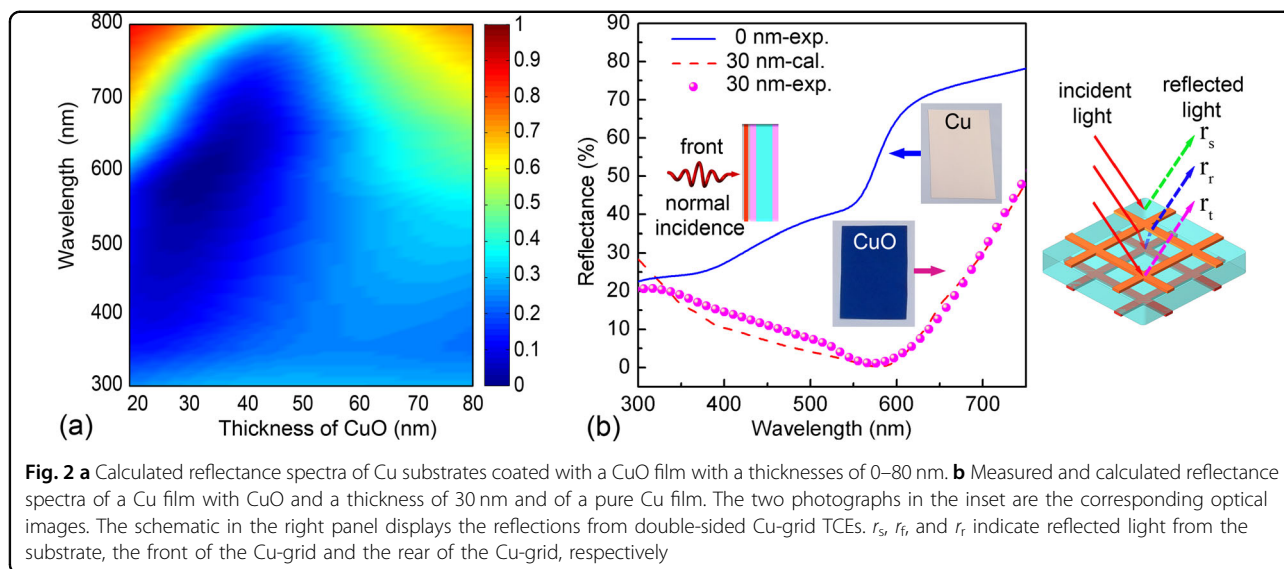 800
700
600
500
400
300
Wavelength (nm)
20
30
40
50
60
70
80
Thickness of CuO (nm)
(a)
1
0.9
0.8
0.7
0.6
0.5
0.4
0.3
0.2
0.1
0
90
80
70
60
50
40
30
20
10
0
Reflectance (%)
0 nm-exp.
30 nm-cal.
30 nm-exp.
front
normal
incidence
Cu
CuO
300
400
500
600
700
Wavelength (nm)
(b)
incident
light
reflected
light
rs
rr
rt
Fig. 2 a Calculated reflectance spectra of Cu substrates coated with a CuO film with a thicknesses of 0–80 nm. b Measured and calculated reflectance
spectra of a Cu film with CuO and a thickness of 30 nm and of a pure Cu film. The two photographs in the inset are the corresponding optical
images. The schematic in the right panel displays the reflections from double-sided Cu-grid TCEs. rs, rf, and rr indicate reflected light from the
substrate, the front of the Cu-grid and the rear of the Cu-grid, respectively